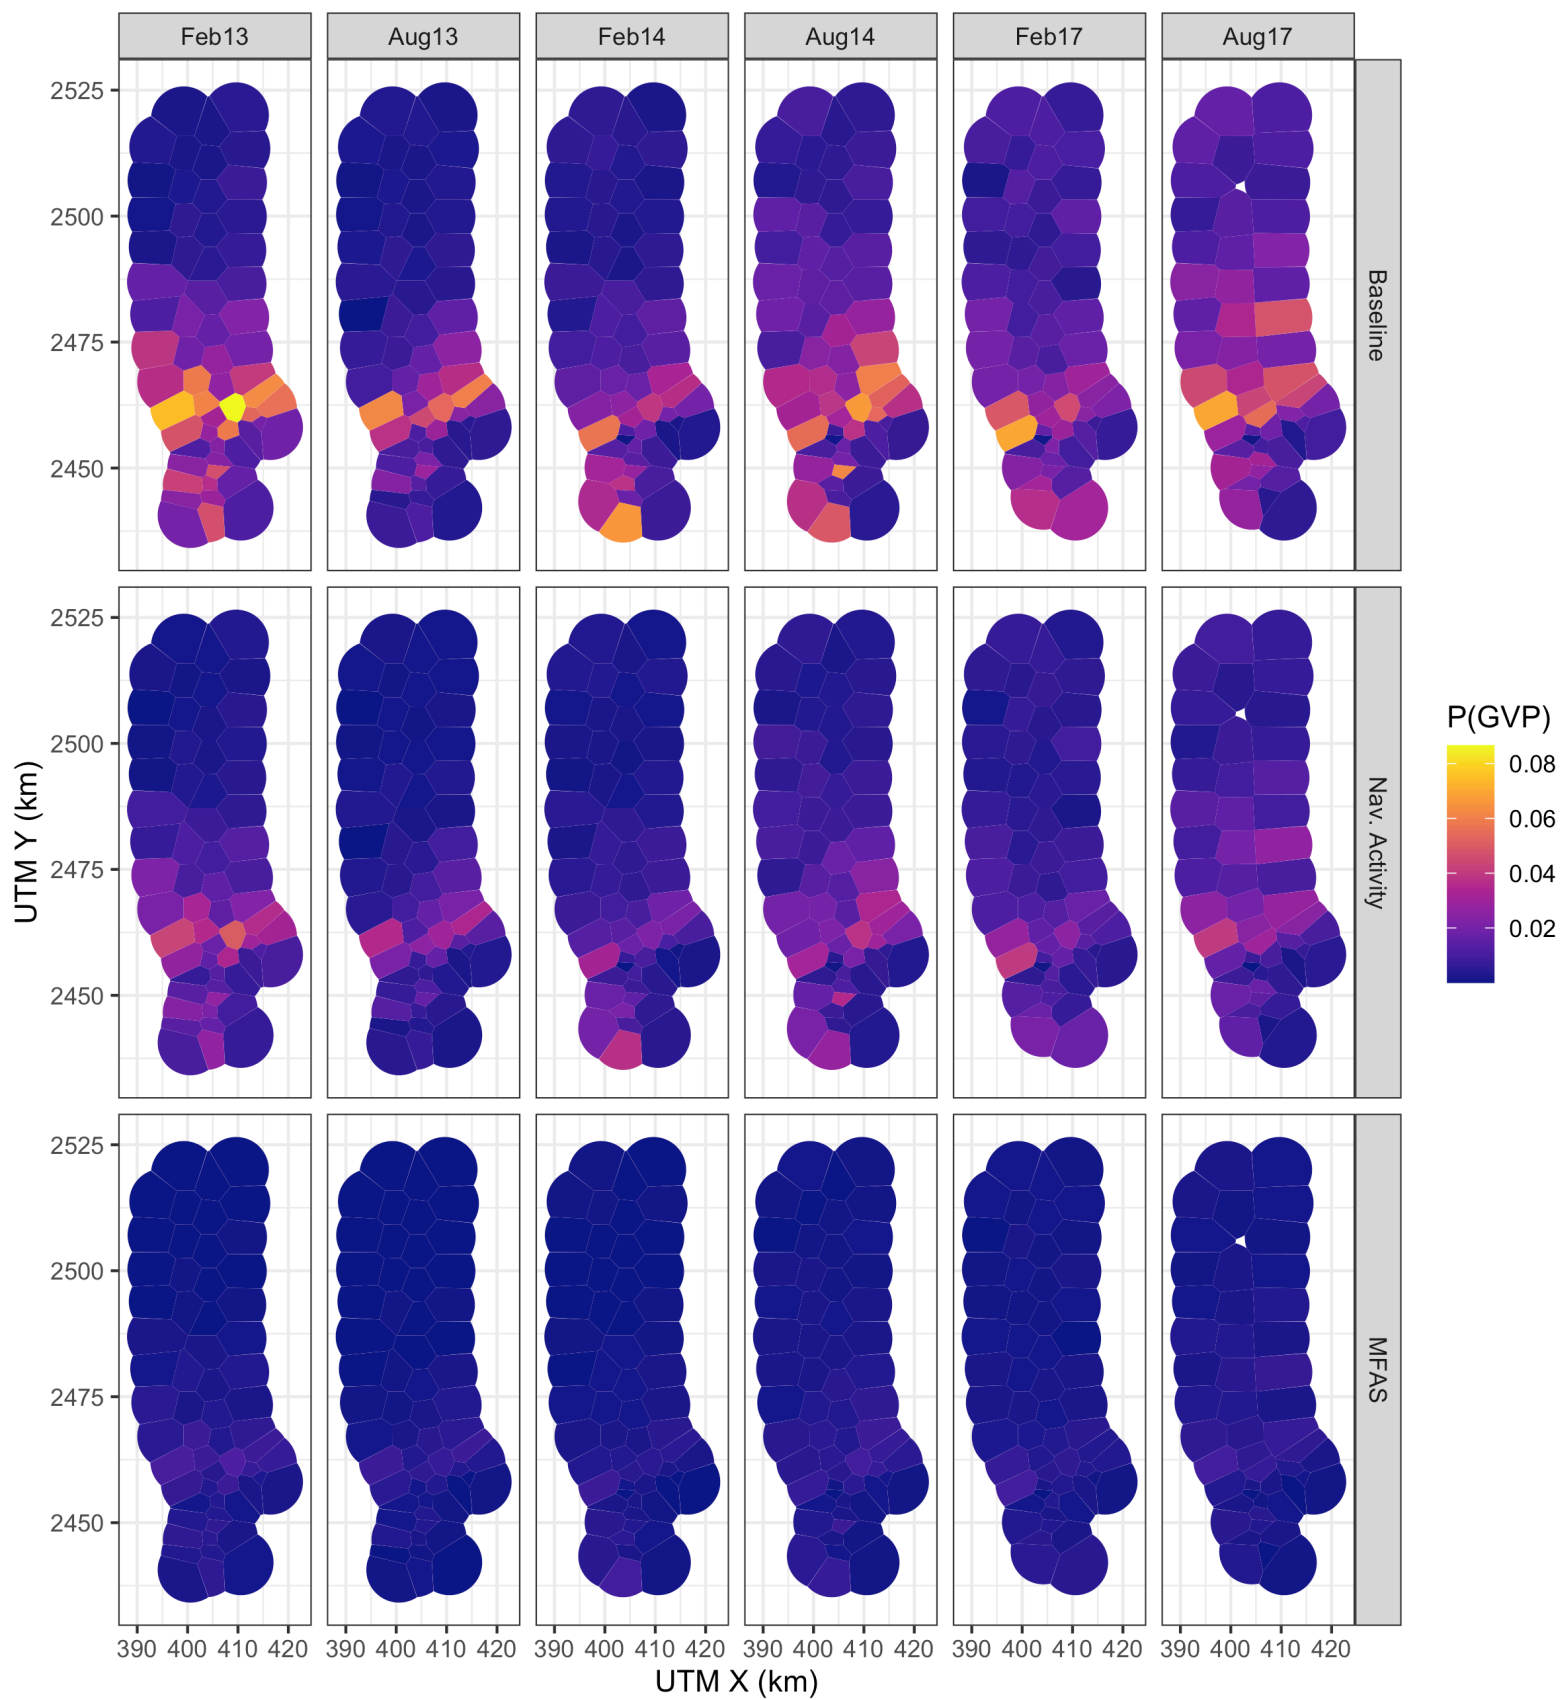 Feb13 Aug13 Feb14 Aug14 Feb17 Aug17
2525
2500
2475
2450
Baseline
2525
2500
2475
2450
Nav. Activity
2525
2500
2475
2450
MFAS
UTM Y (km)
390 400 410 420 390 400 410 420 390 400 410 420 390 400 410 420 390 400 410 420 390 400 410 420
UTM X (km)
P(GVP)
0.08
0.06
0.04
0.02